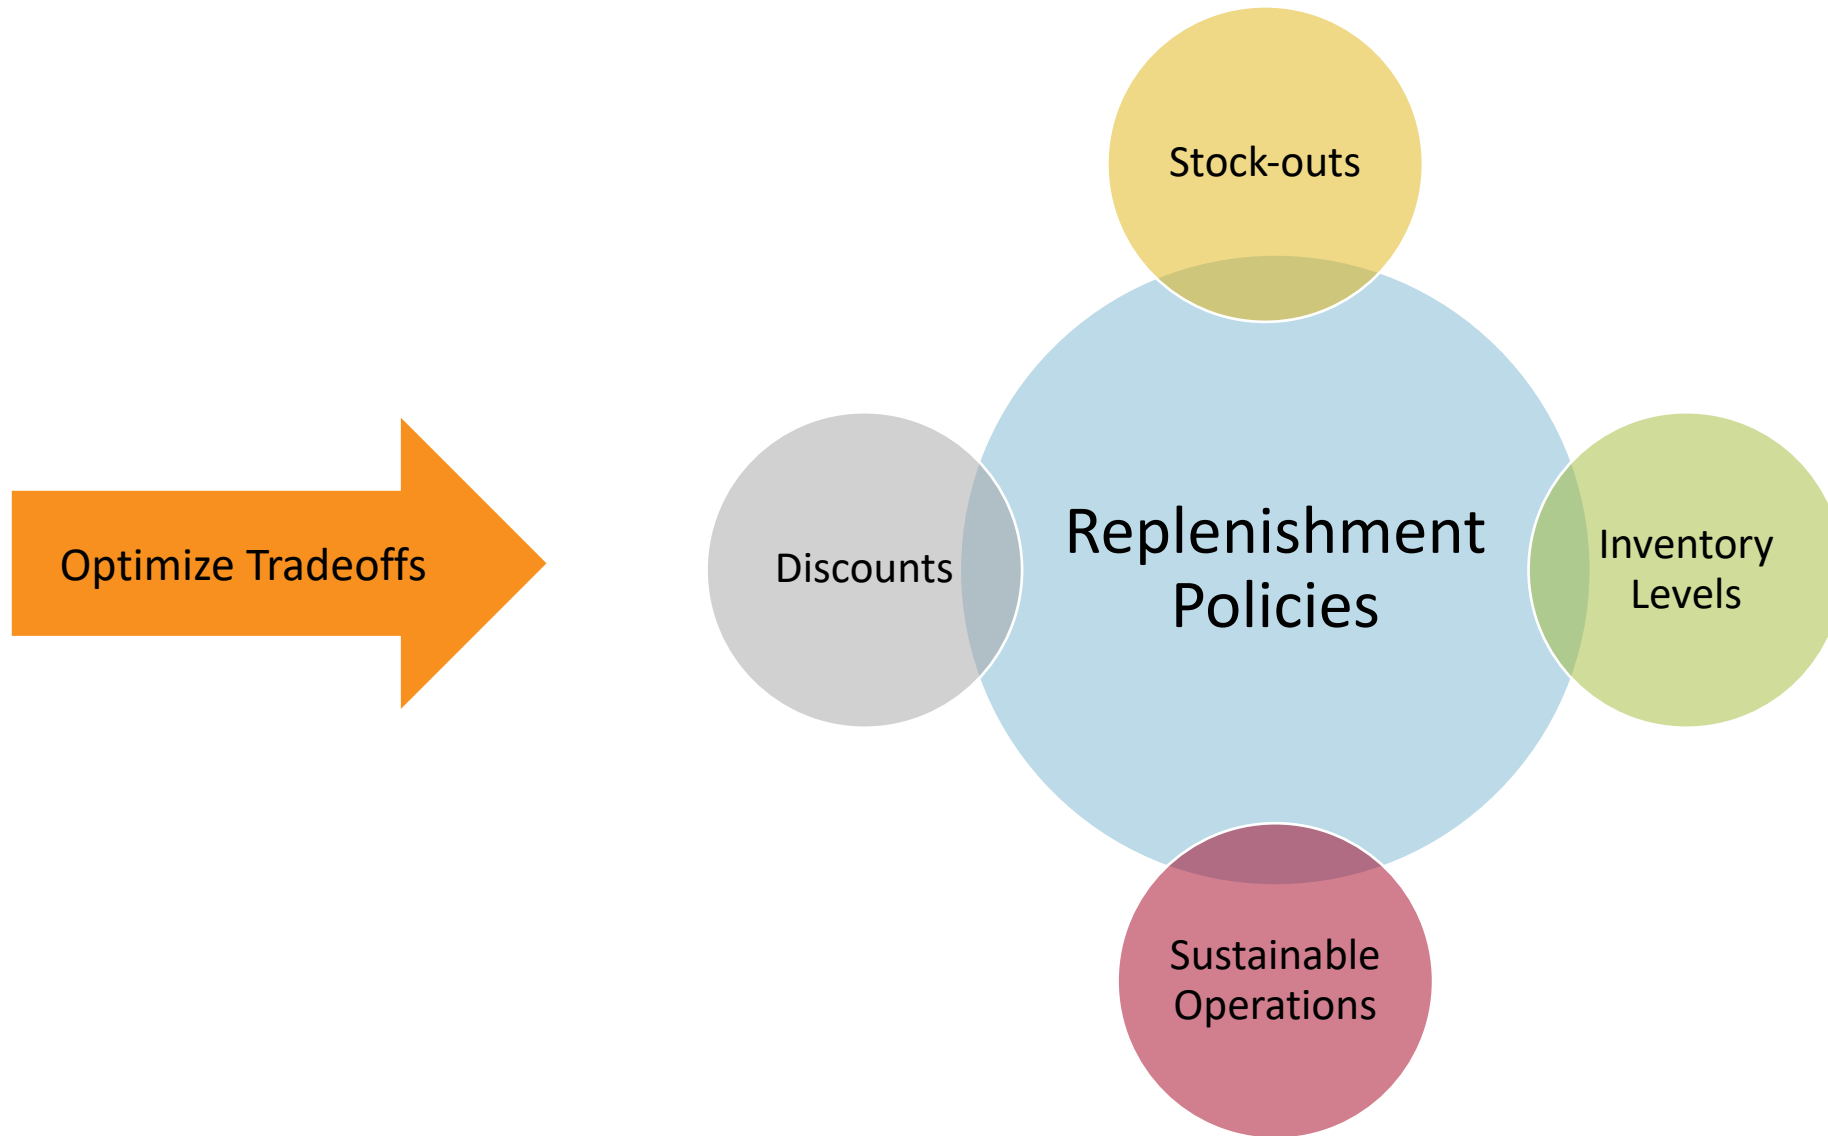 Stock-outs
Optimize Tradeoffs
Discounts
Replenishment
Policies
Inventory
Levels
Sustainable
Operations